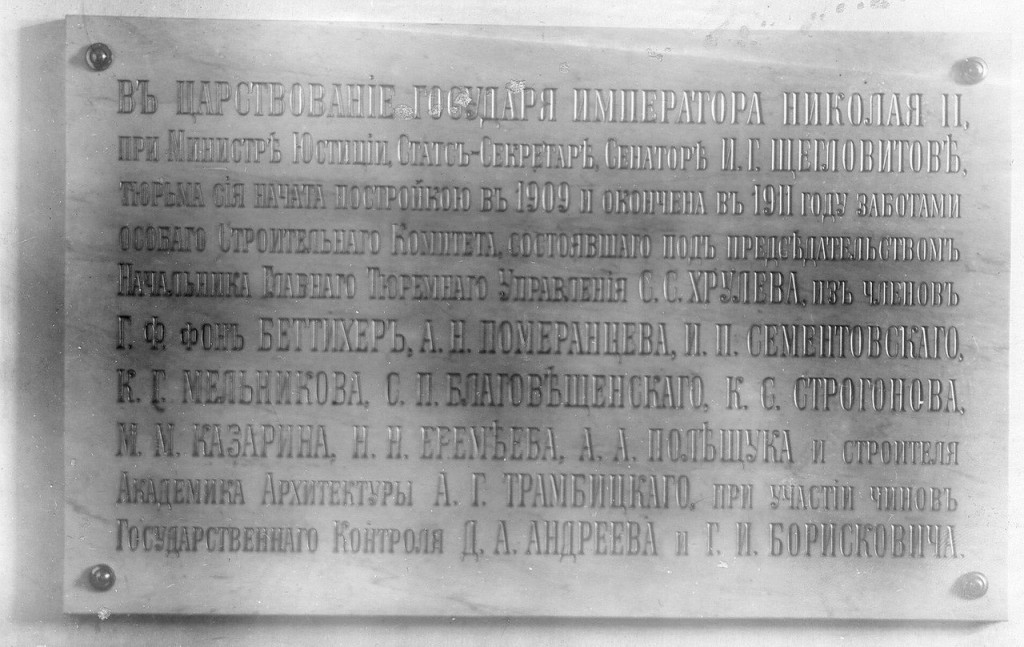 ВЪ ЦАРСТВОВАНІЕ ГОСУДАРЯ ИМПЕРАТОРА НИКОЛАЯ II,
ПРИ МИНИСТРѢ ЮСТИЦІИ, СТАТСЪ-СЕКРЕТАРѢ, СЕНАТОРѢ И. Г. ЩЕГЛОВИТОВѢ,
ТЮРЬМА СІЯ НАЧАТА ПОСТРОЙКОЮ ВЪ 1909 И ОКОНЧЕНА ВЪ 1911 ГОДУ ЗАБОТАМИ
ОСОБАГО СТРОИТЕЛЬНАГО КОМИТЕТА, СОСТОЯВШАГО ПОДЪ ПРЕДСѢДАТЕЛЬСТВОМЪ
НАЧАЛЬНИКА ГЛАВНАГО ТЮРЕМНАГО УПРАВЛЕНІЯ С. С. ХРУЛЕВА, ИЗЪ ЧЛЕНОВЪ
Г. Ф. ФОНЪ БЕТТИХЕРЪ, А. Н. ПОМЕРАНЦЕВА, И. П. СЕМЕНТОВСКАГО,
К. Г. МЕЛЬНИКОВА, С. П. БЛАГОВѢЩЕНСКАГО, К. С. СТРОГОНОВА,
М. М. КАЗАРИНА, Н. Н. ЕРЕМѢЕВА, А. А. ПОЛѢЩУКА И СТРОИТЕЛЯ
АКАДЕМИКА АРХИТЕКТУРЫ А. Г. ТРАМБИЦКАГО, ПРИ УЧАСТІИ ЧИНОВЪ
ГОСУДАРСТВЕННАГО КОНТРОЛЯ Д. А. АНДРЕЕВА И Г. И. БОРИСКОВИЧА.